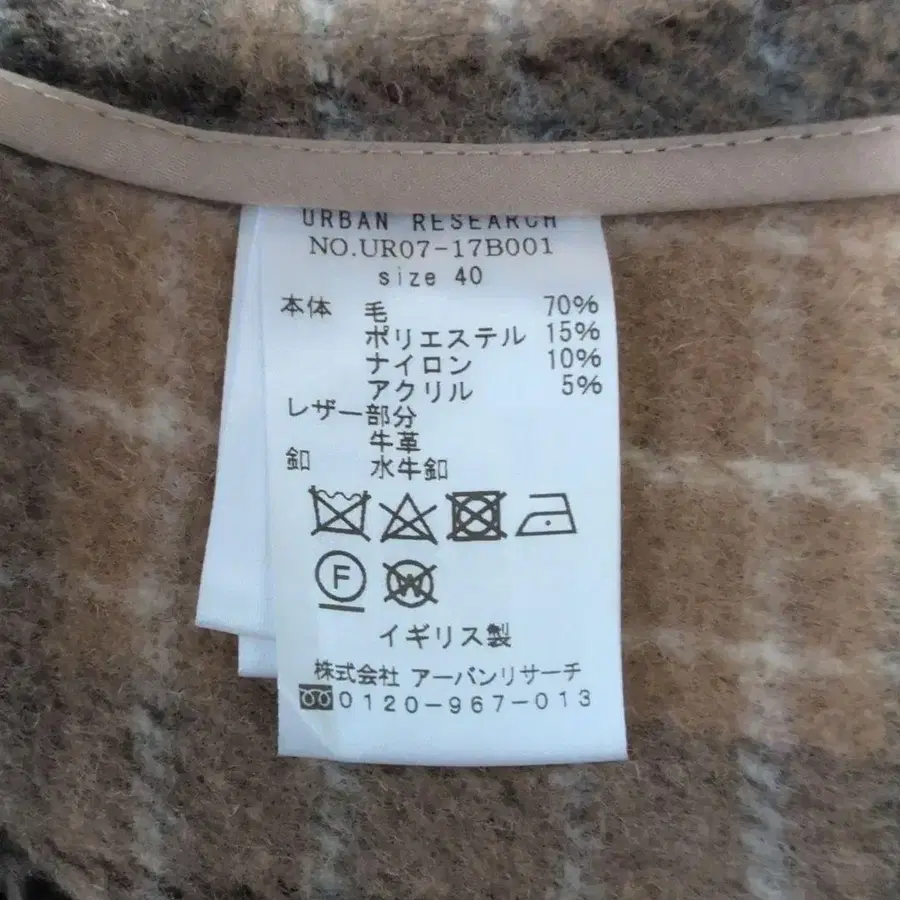 URBAN RESEARCH
NO.UR07-17B001
size 40
本体 毛 70%
ポリエステル 15%
ナイロン 10%
アクリル 5%
レザー部分
牛革
釦 水牛釦
F W
イギリス製
株式会社 アーバンリサーチ
0120-967-013